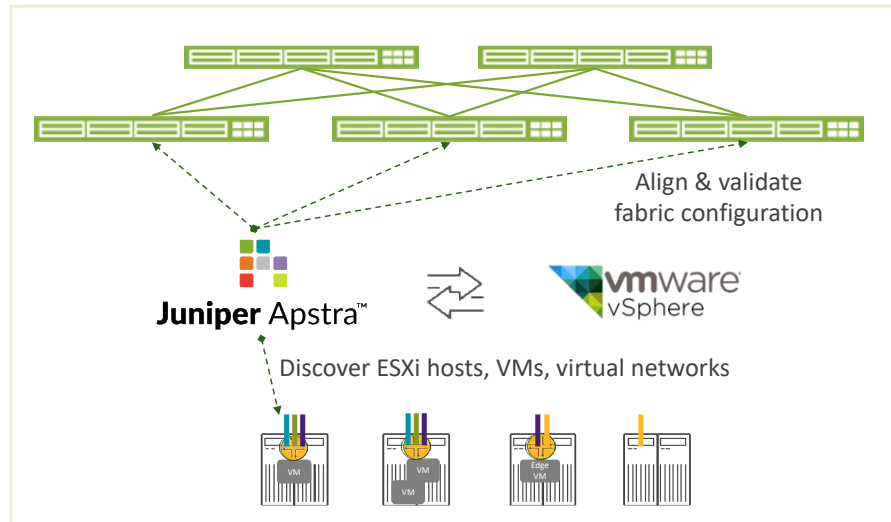 Align & validate
fabric configuration
Juniper Apstra™
vmware®
vSphere
Discover ESXi hosts, VMs, virtual networks
VM
VM
VM
Edge
VM